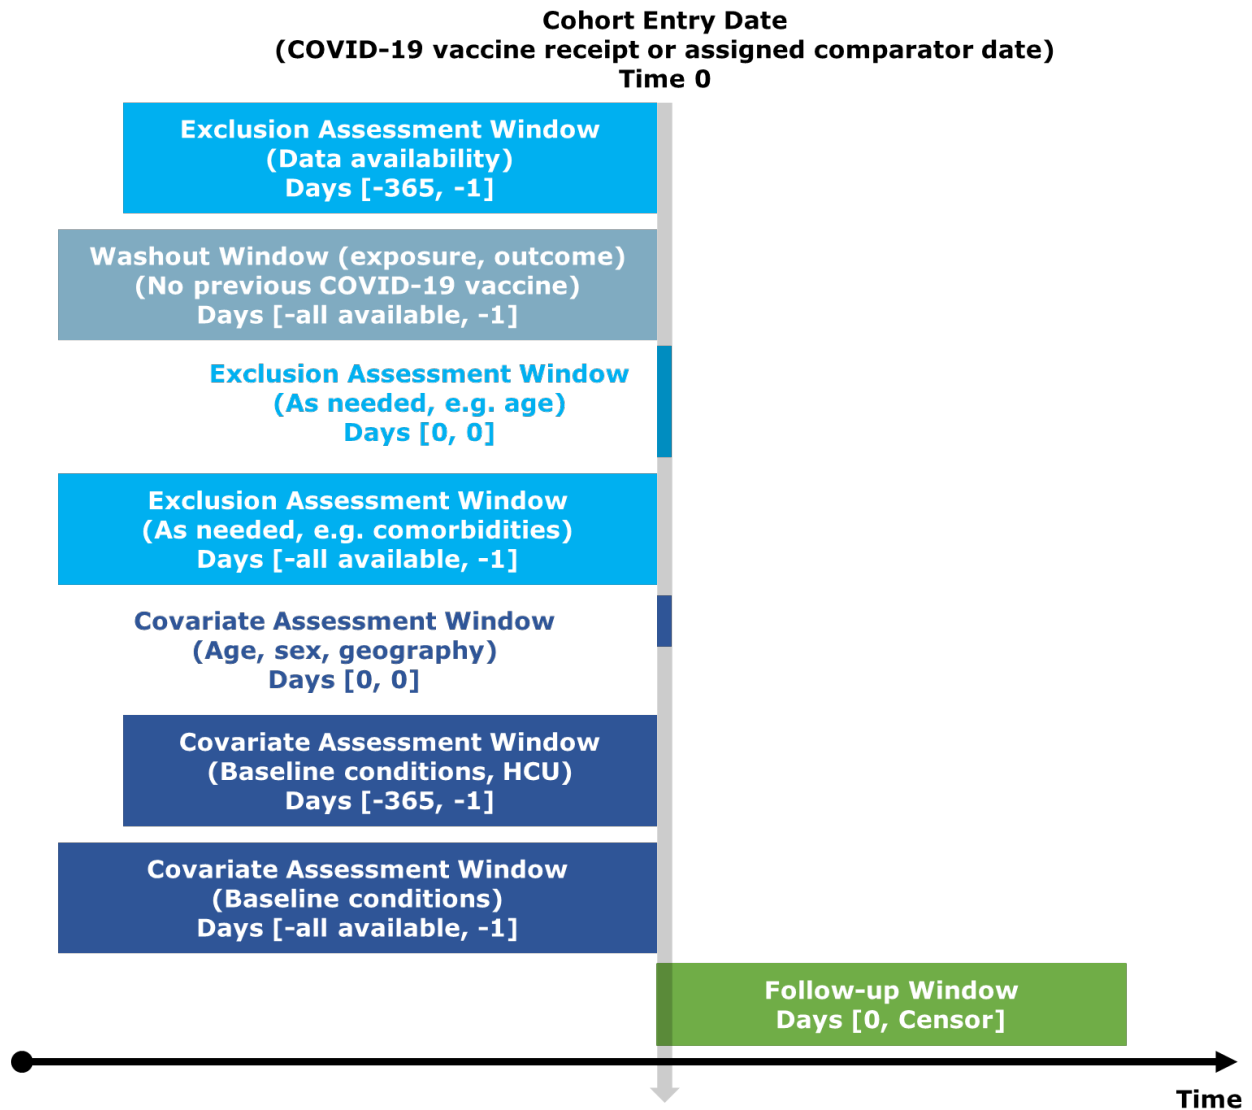 Cohort Entry Date
(COVID-19 vaccine receipt or assigned comparator date)
Time 0
Exclusion Assessment Window
(Data availability)
Days [-365, -1]
Washout Window (exposure, outcome)
(No previous COVID-19 vaccine)
Days [-all available, -1]
Exclusion Assessment Window
(As needed, e.g. age)
Days [0, 0]
Exclusion Assessment Window
(As needed, e.g. comorbidities)
Days [-all available, -1]
Covariate Assessment Window
(Age, sex, geography)
Days [0, 0]
Covariate Assessment Window
(Baseline conditions, HCU)
Days [-365, -1]
Covariate Assessment Window
(Baseline conditions)
Days [-all available, -1]
Follow-up Window
Days [0, Censor]
Time